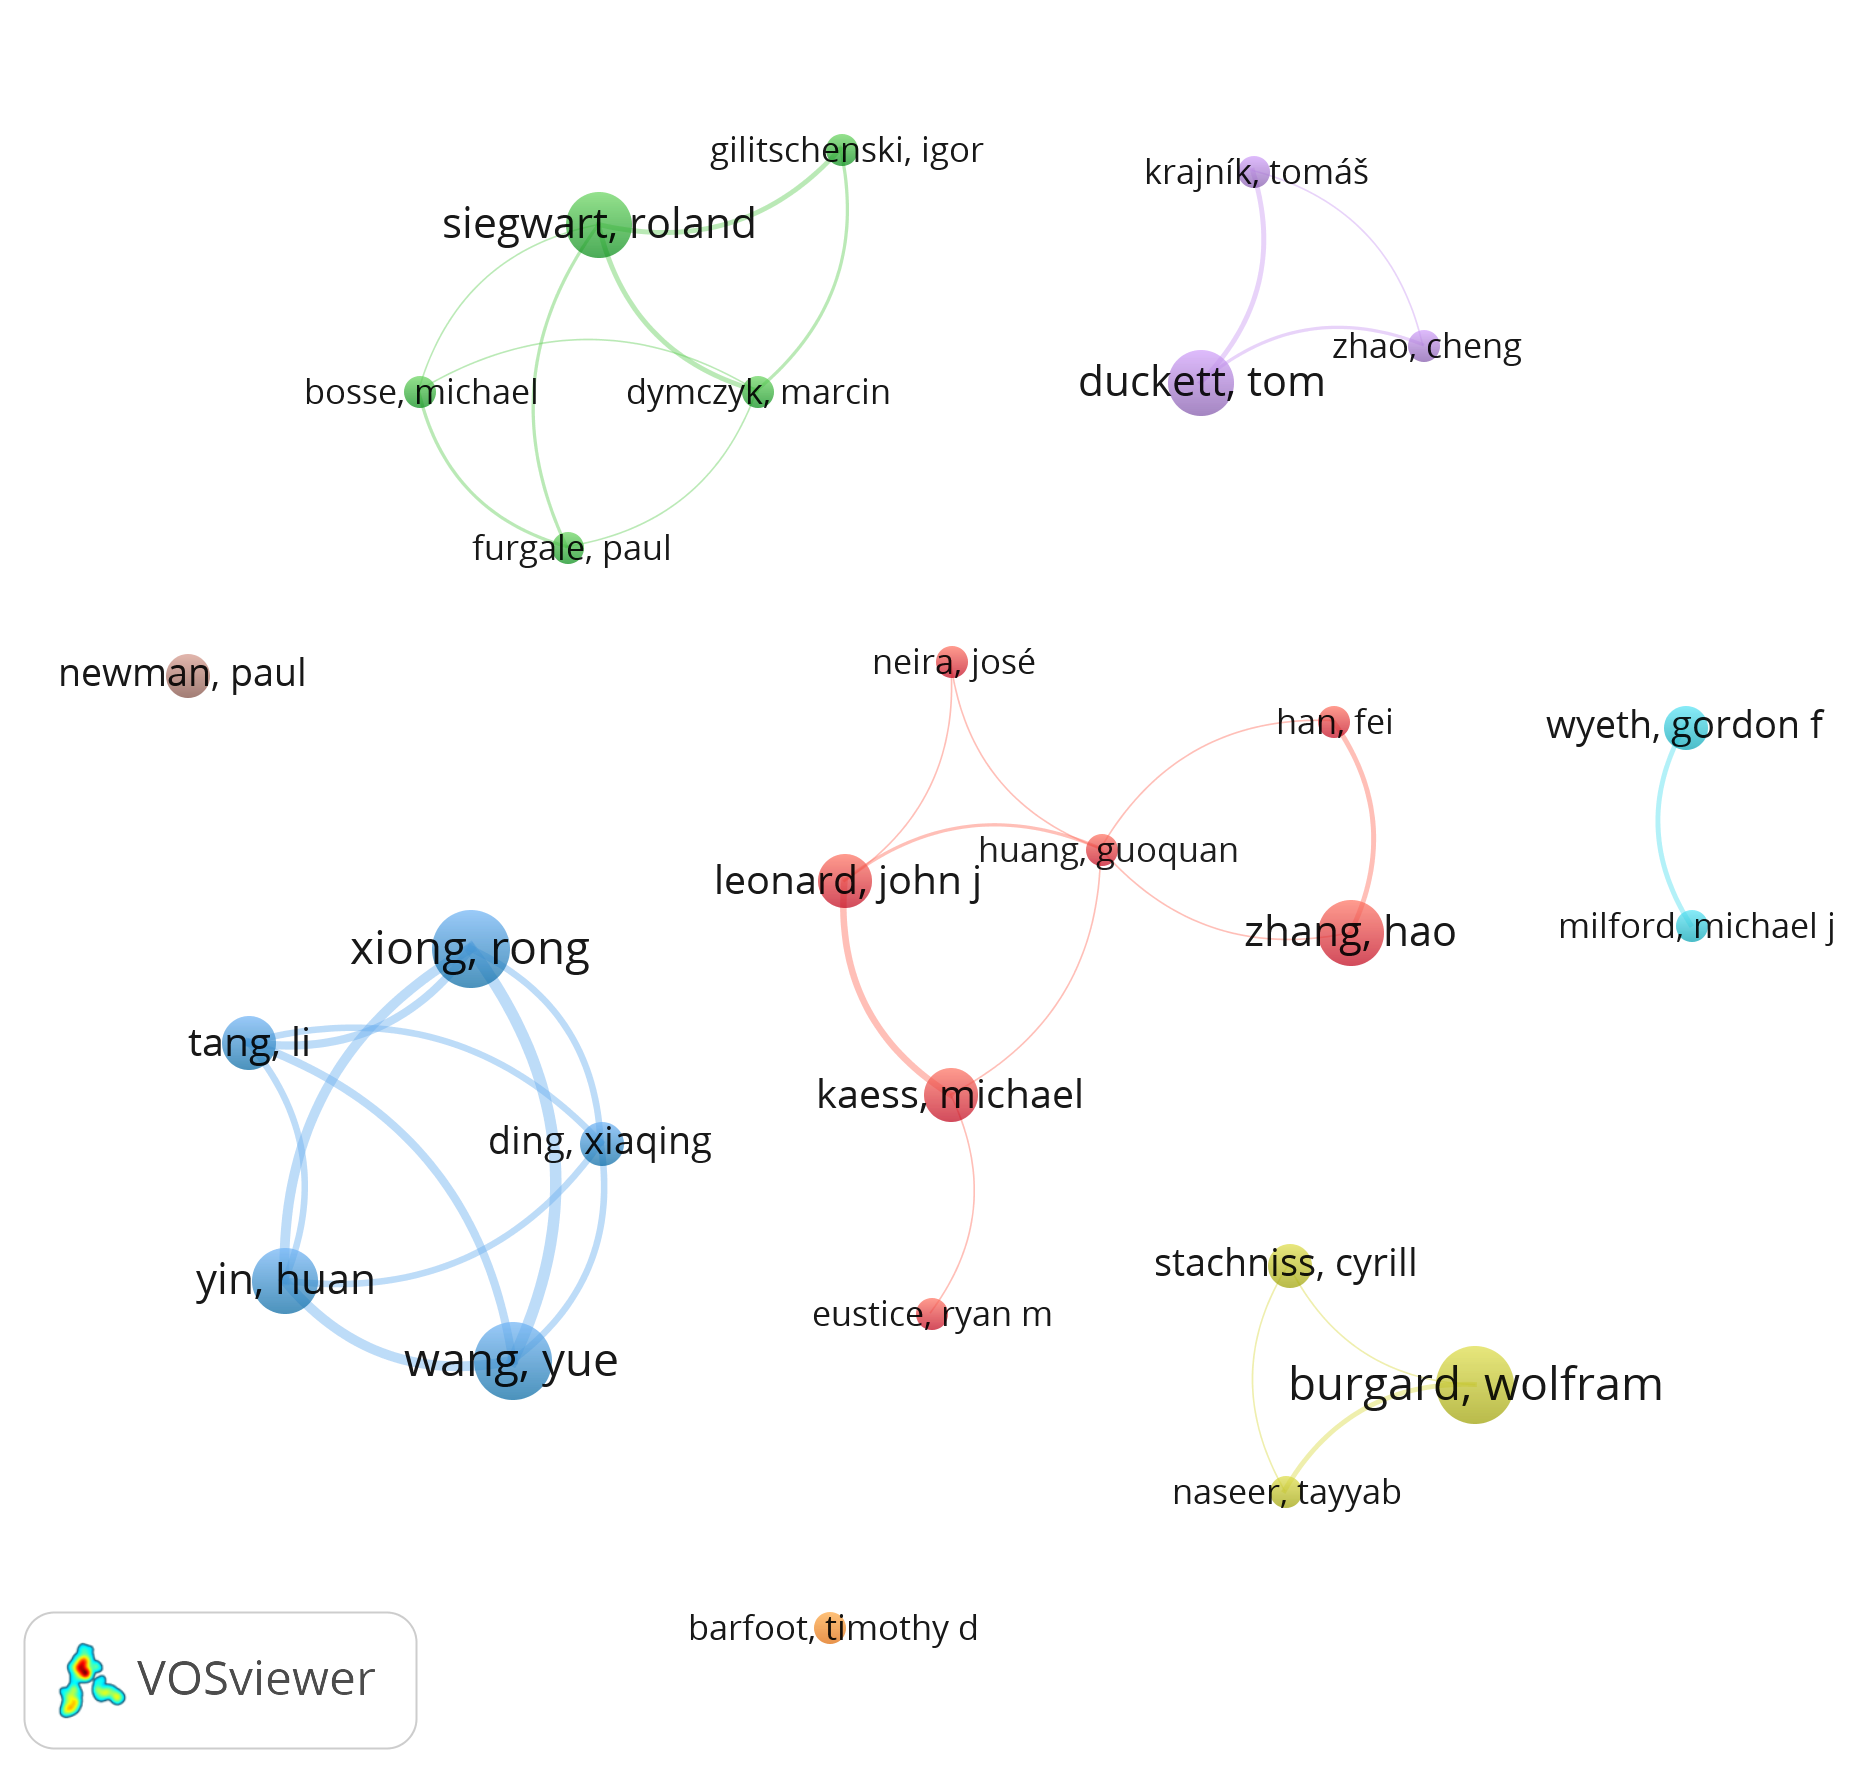 gilitschenski, igor
krajník, tomáš
siegwart, roland
zhao, cheng
duckett, tom
bosse, michael
dymczyk, marcin
furgale, paul
newman, paul
neira, josé
han, fei
wyeth, gordon f
huang, guoquan
leonard, john j
zhang, hao
milford, michael j
xiong, rong
tang, li
kaess, michael
ding, xiaqing
stachniss, cyrill
yin, huan
eustice, ryan m
wang, yue
burgard, wolfram
naseer, tayyab
barfoot, timothy d
VOSviewer